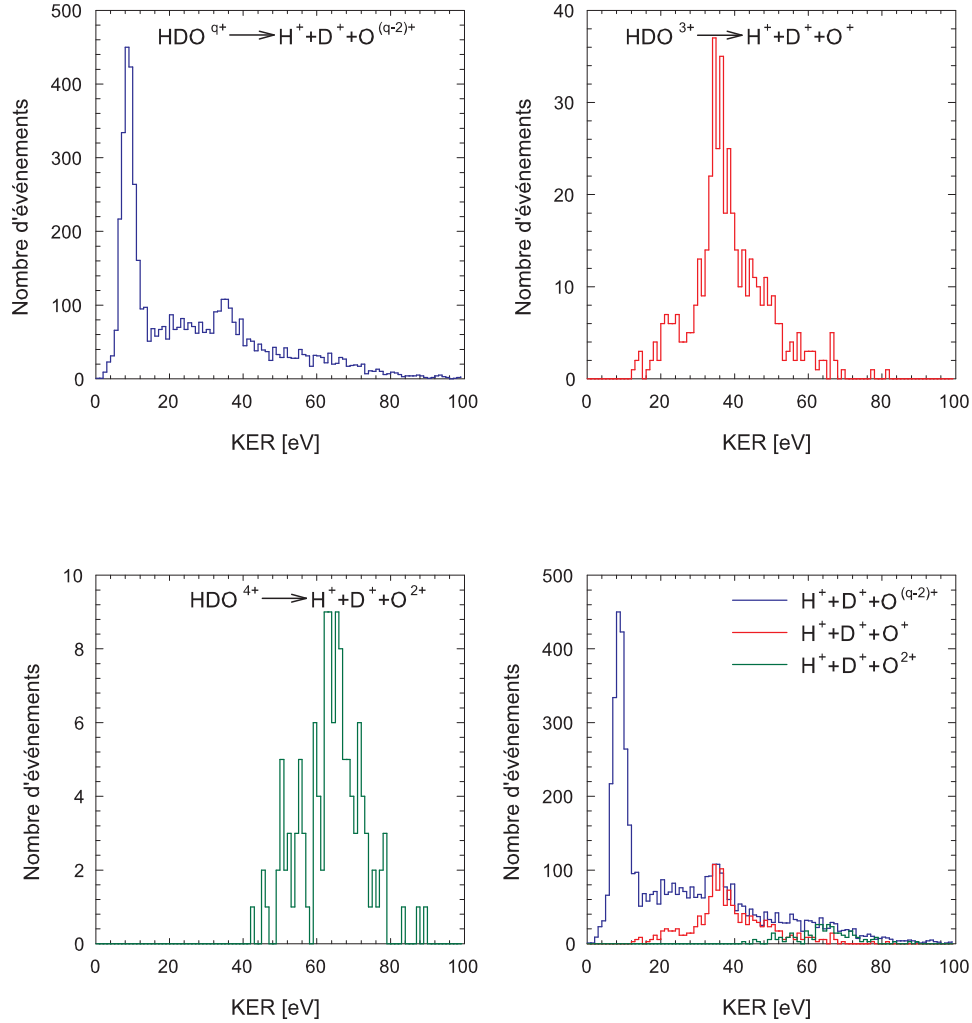 HDO q+ → H+ + D+ + O(q-2)+
500
400
300
200
100
0
Nombre d'événements
0 20 40 60 80 100
KER [eV]
HDO 3+ → H+ + D+ + O+
40
30
20
10
0
Nombre d'événements
0 20 40 60 80 100
KER [eV]
HDO 4+ → H+ + D+ + O2+
10
8
6
4
2
0
Nombre d'événements
0 20 40 60 80 100
KER [eV]
500
400
300
200
100
0
Nombre d'événements
H+ + D+ + O(q-2)+
H+ + D+ + O+
H+ + D+ + O2+
0 20 40 60 80 100
KER [eV]